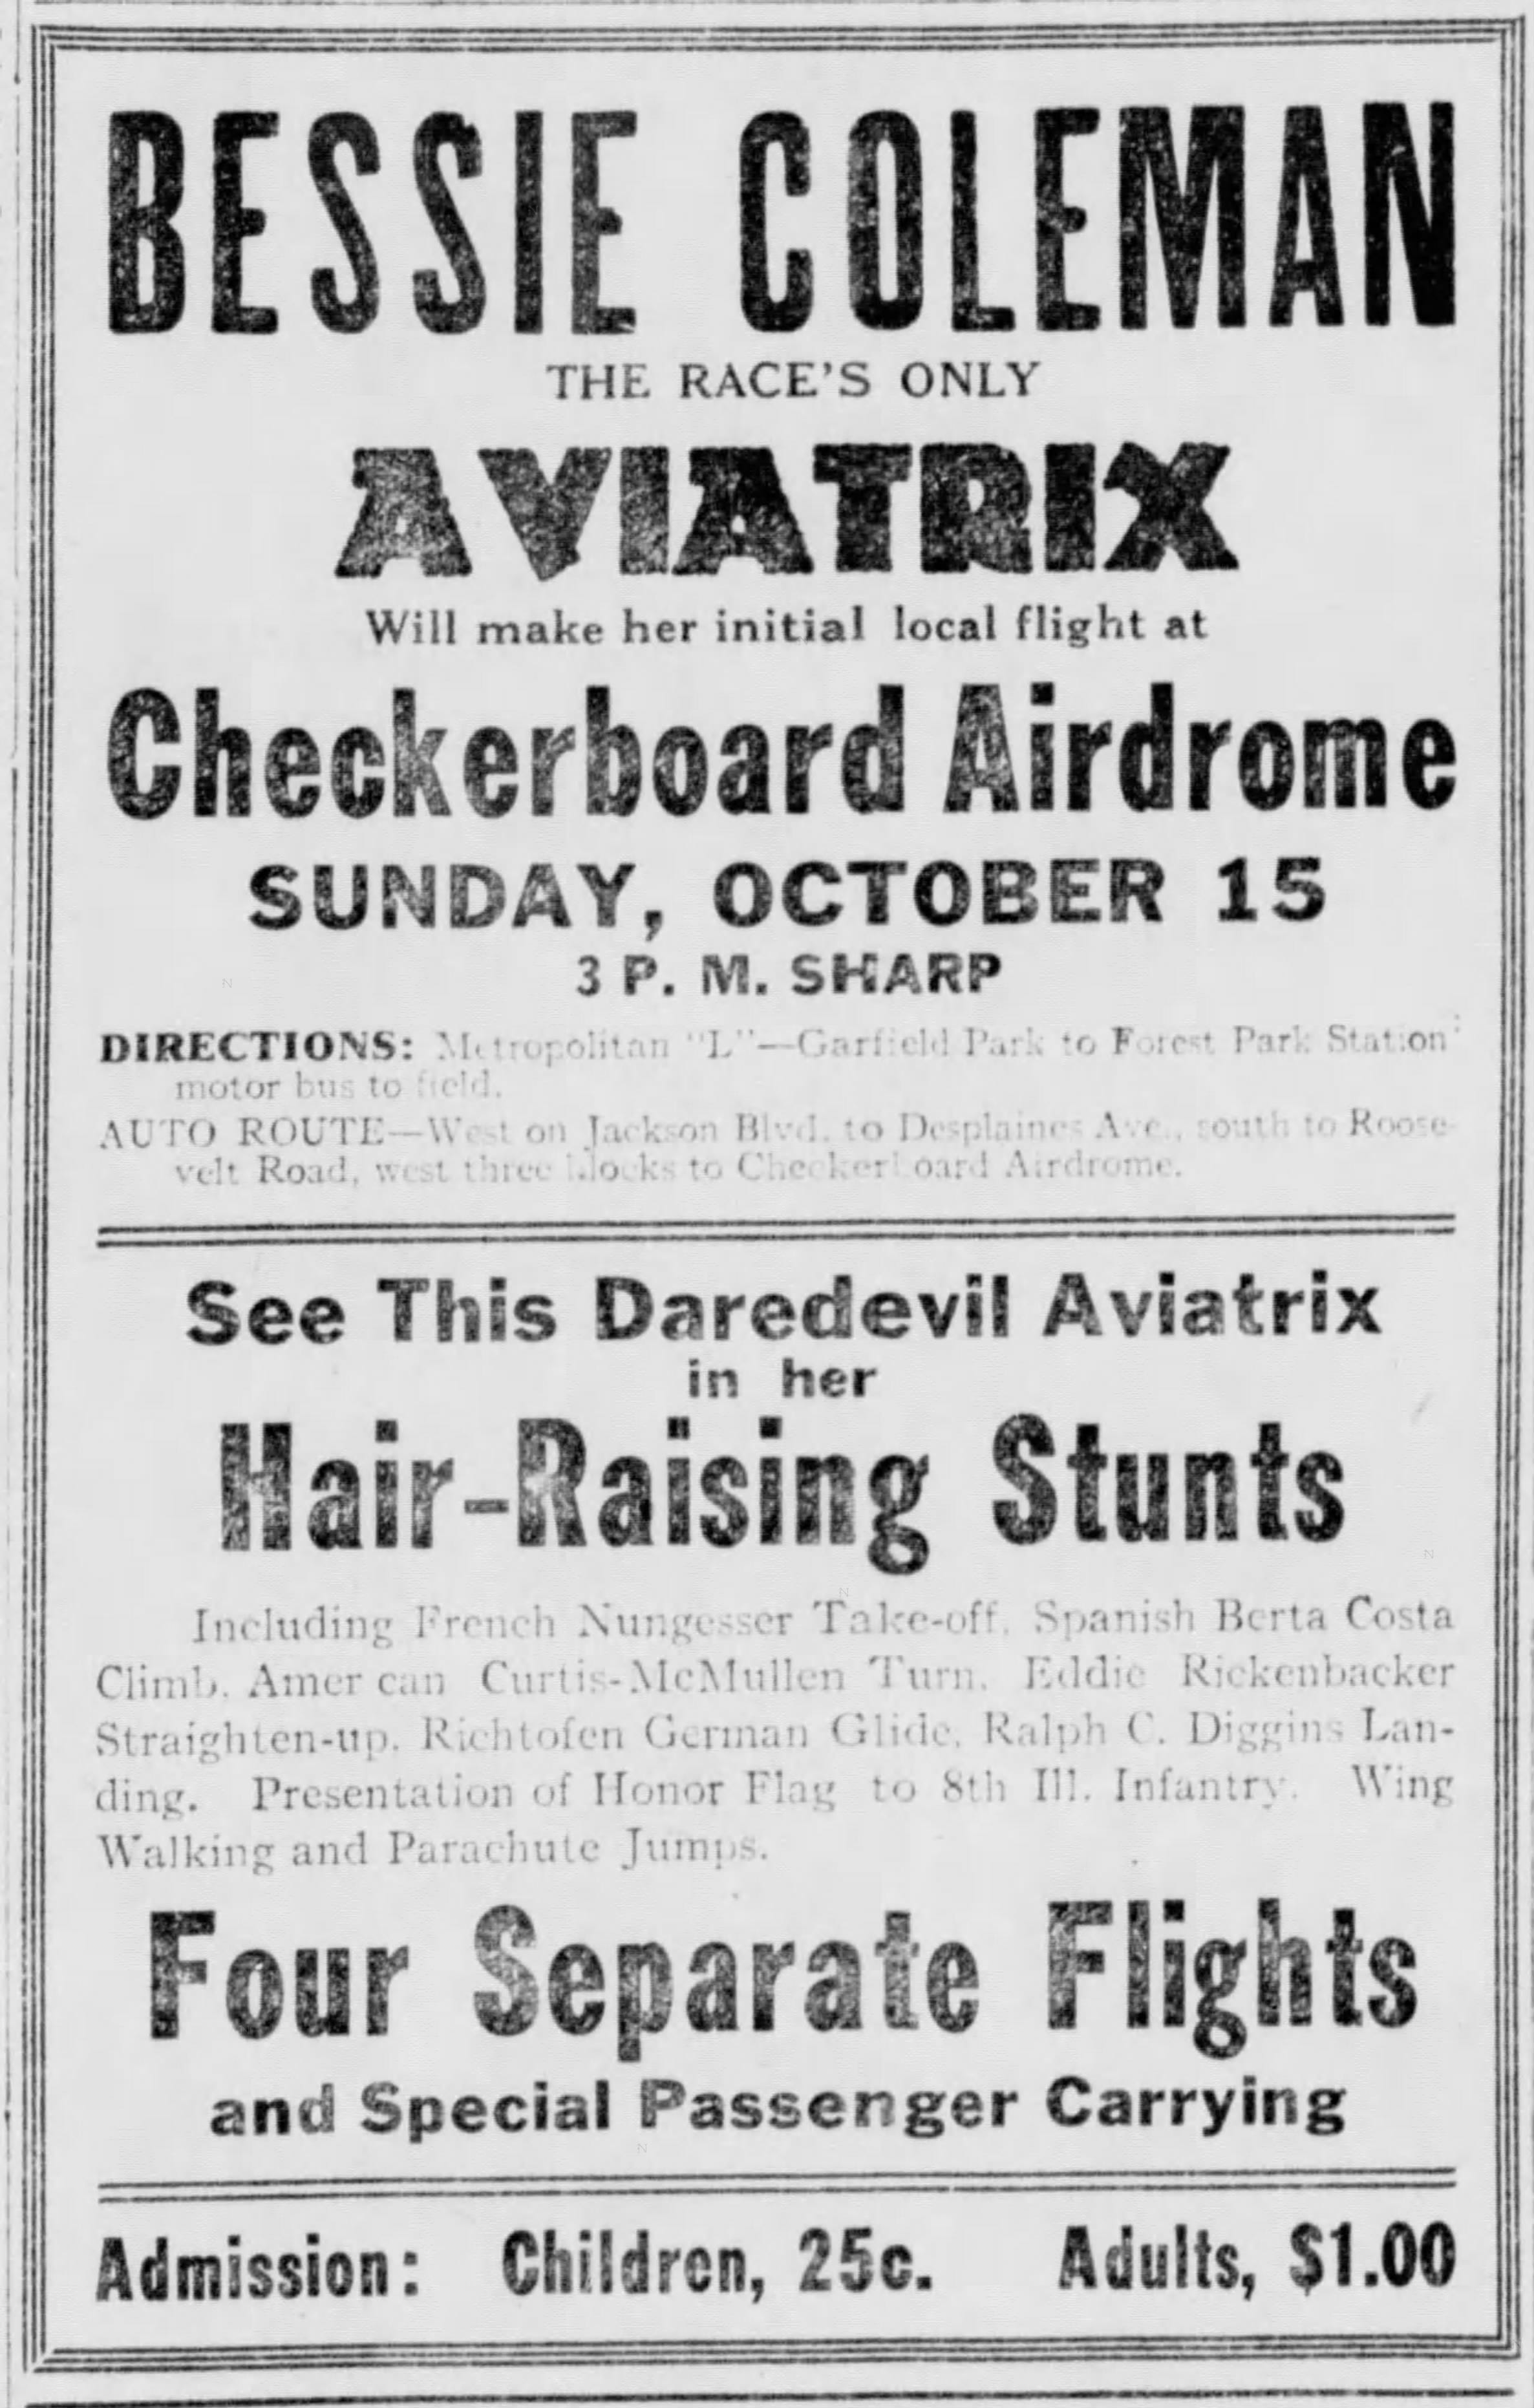 BESSIE COLEMAN
THE RACE'S ONLY
AVIATRIX
Will make her initial local flight at
Checkerboard Airdrome
SUNDAY, OCTOBER 15
3 P. M. SHARP
DIRECTIONS: Metropolitan "L"—Garfield Park to Forest Park Station
motor bus to field.
AUTO ROUTE—West on Jackson Blvd. to Desplaines Ave., south to Roose-
velt Road, west three blocks to Checkerboard Airdrome.
See This Daredevil Aviatrix
in her
Hair-Raising Stunts
Including French Nungesser Take-off, Spanish Berta Costa
Climb, American Curtis-McMullen Turn, Eddie Rickenbacker
Straighten-up, Richtofen German Glide, Ralph C. Diggins Lan-
ding. Presentation of Honor Flag to 8th Ill. Infantry. Wing
Walking and Parachute Jumps.
Four Separate Flights
and Special Passenger Carrying
Admission: Children, 25c. Adults, $1.00